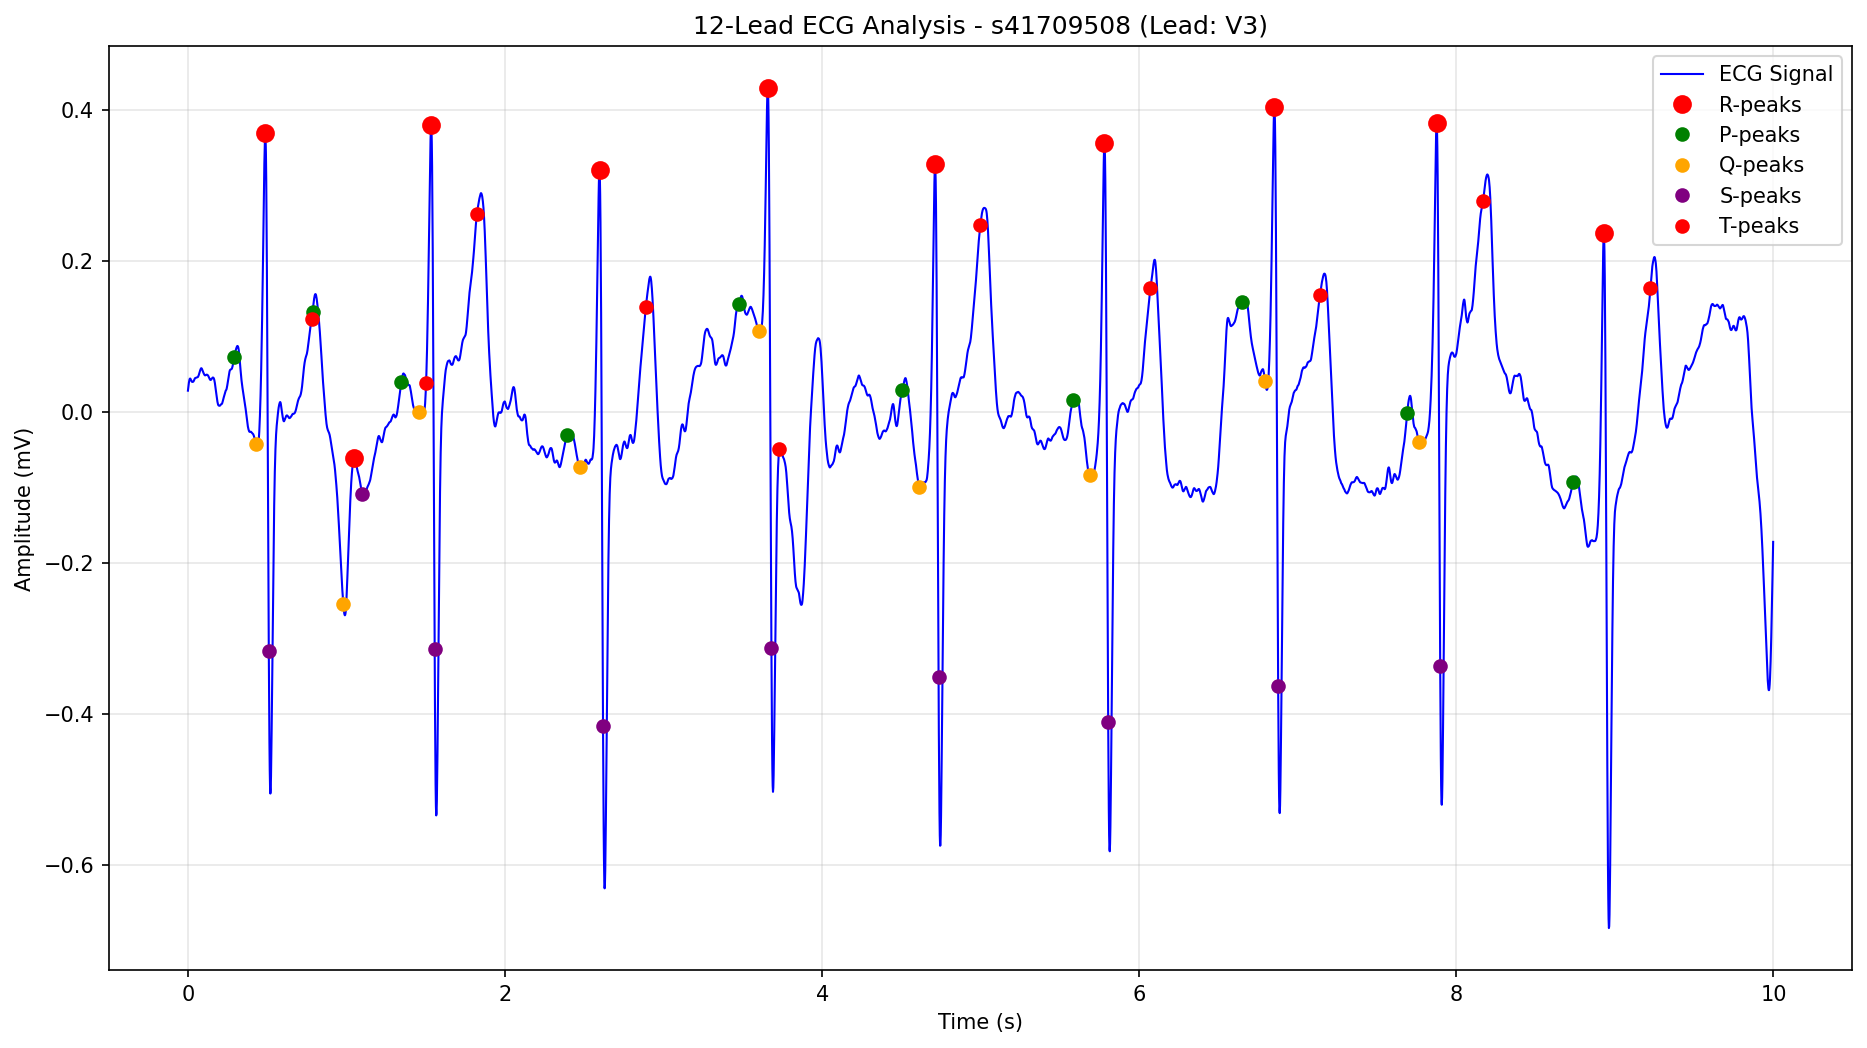 12-Lead ECG Analysis - s41709508 (Lead: V3)
ECG Signal
R-peaks
P-peaks
Q-peaks
S-peaks
T-peaks
Amplitude (mV)
0.4
0.2
0.0
−0.2
−0.4
−0.6
0 2 4 6 8 10
Time (s)